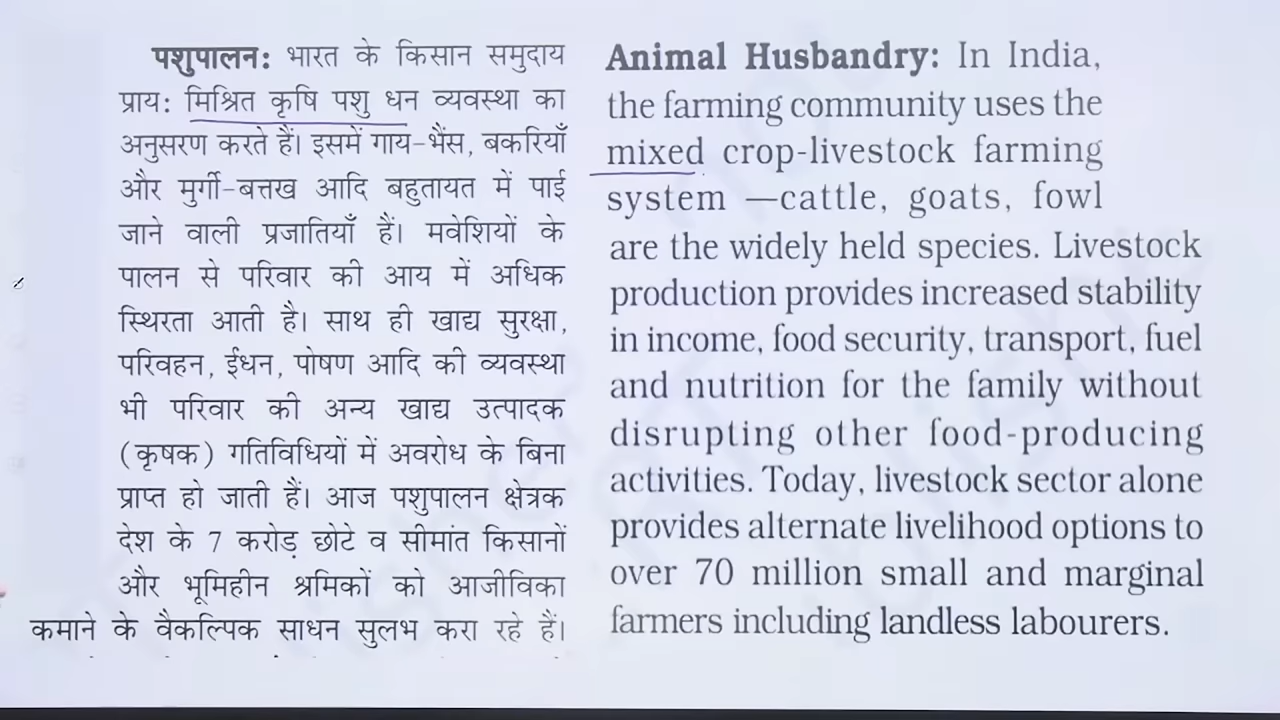 पशुपालन: भारत के किसान समुदाय
प्राय: मिश्रित कृषि पशु धन व्यवस्था का
अनुसरण करते हैं। इसमें गाय-भैंस, बकरियाँ
और मुर्गी-बत्तख आदि बहुतायत में पाई
जाने वाली प्रजातियाँ हैं। मवेशियों के
पालन से परिवार की आय में अधिक
स्थिरता आती है। साथ ही खाद्य सुरक्षा,
परिवहन, ईंधन, पोषण आदि की व्यवस्था
भी परिवार की अन्य खाद्य उत्पादक
(कृषक) गतिविधियों में अवरोध के बिना
प्राप्त हो जाती हैं। आज पशुपालन क्षेत्रक
देश के 7 करोड़ छोटे व सीमांत किसानों
और भूमिहीन श्रमिकों को आजीविका
कमाने के वैकल्पिक साधन सुलभ करा रहे हैं।
Animal Husbandry: In India,
the farming community uses the
mixed crop-livestock farming
system —cattle, goats, fowl
are the widely held species. Livestock
production provides increased stability
in income, food security, transport, fuel
and nutrition for the family without
disrupting other food-producing
activities. Today, livestock sector alone
provides alternate livelihood options to
over 70 million small and marginal
farmers including landless labourers.